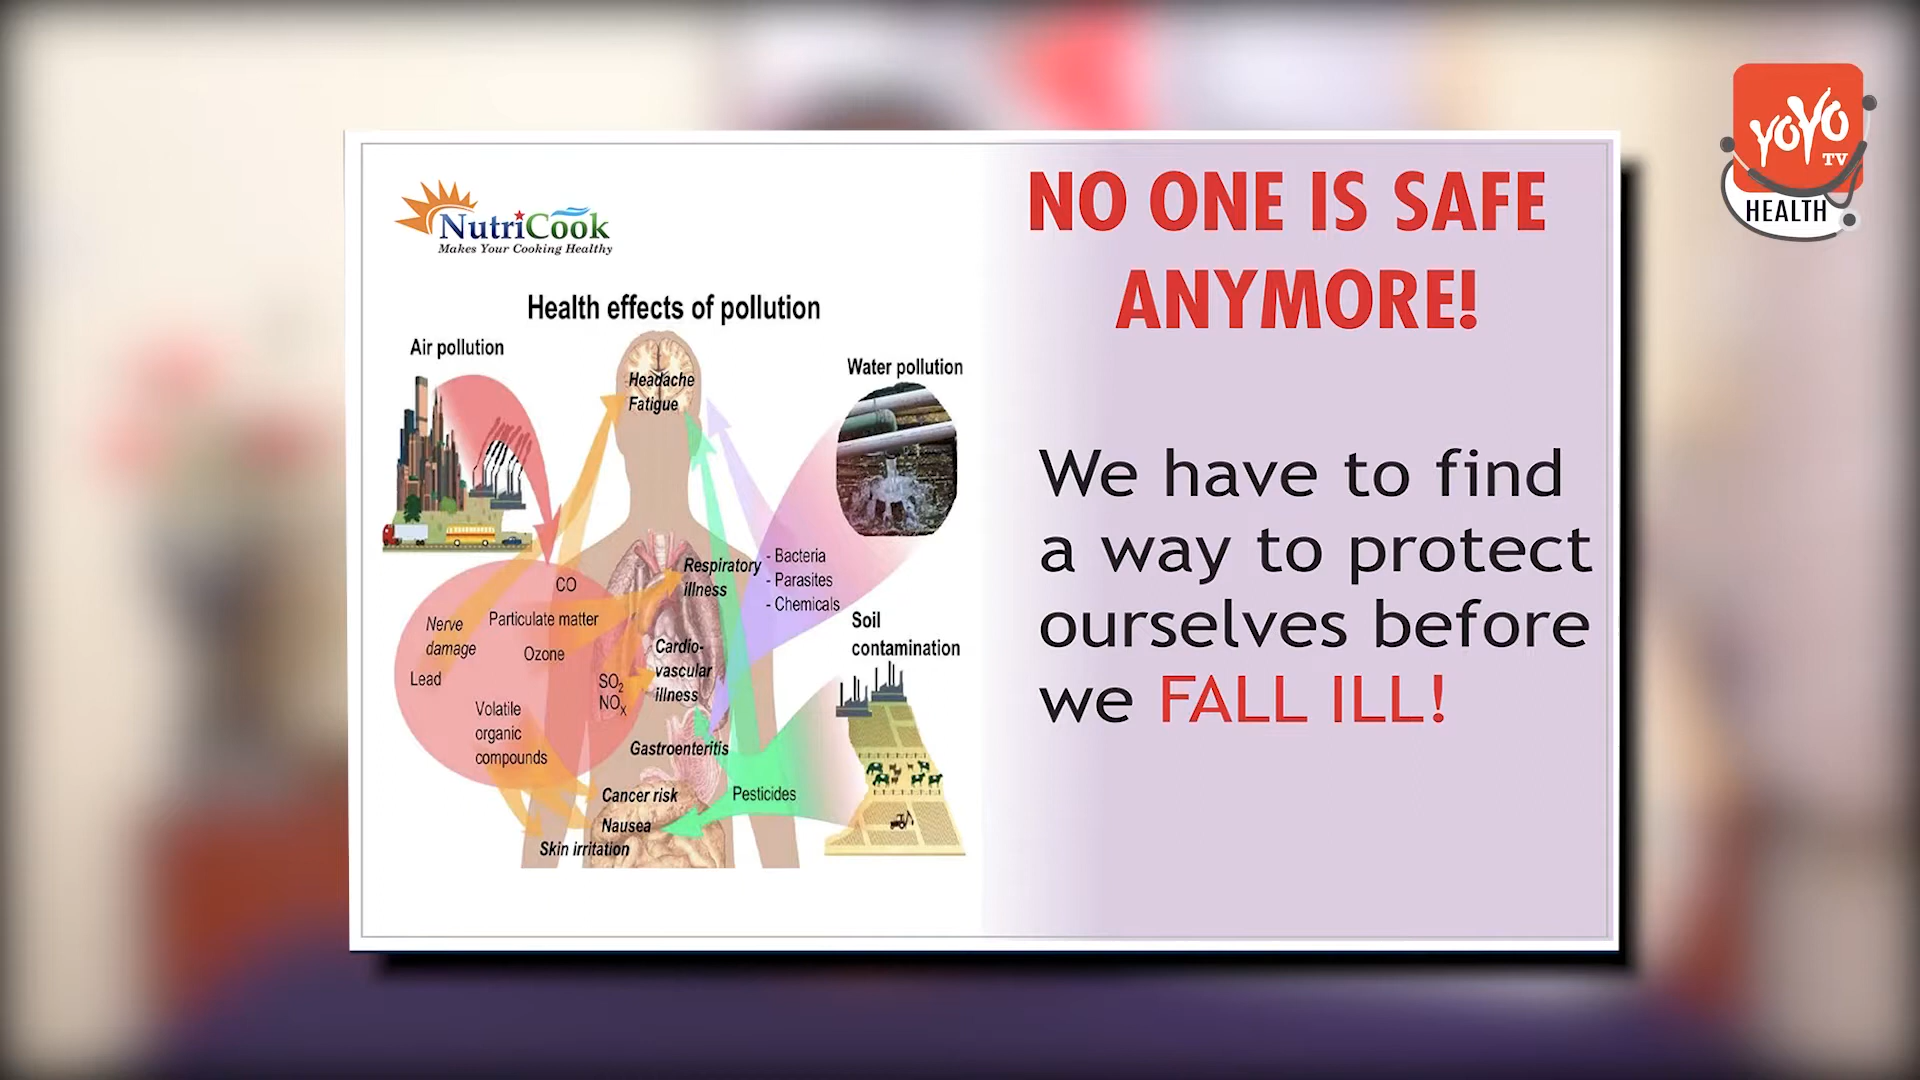 YOYO
TV
HEALTH
NutriCook
Makes Your Cooking Healthy
NO ONE IS SAFE
ANYMORE!
We have to find
a way to protect
ourselves before
we FALL ILL!
Health effects of pollution
Air pollution
Water pollution
Headache
Fatigue
CO
Particulate matter
Nerve
damage
Ozone
Lead
SO₂
NOₓ
Volatile
organic
compounds
Respiratory
illness
- Bacteria
- Parasites
- Chemicals
Cardio-
vascular
illness
Soil
contamination
Gastroenteritis
Cancer risk
Pesticides
Nausea
Skin irritation